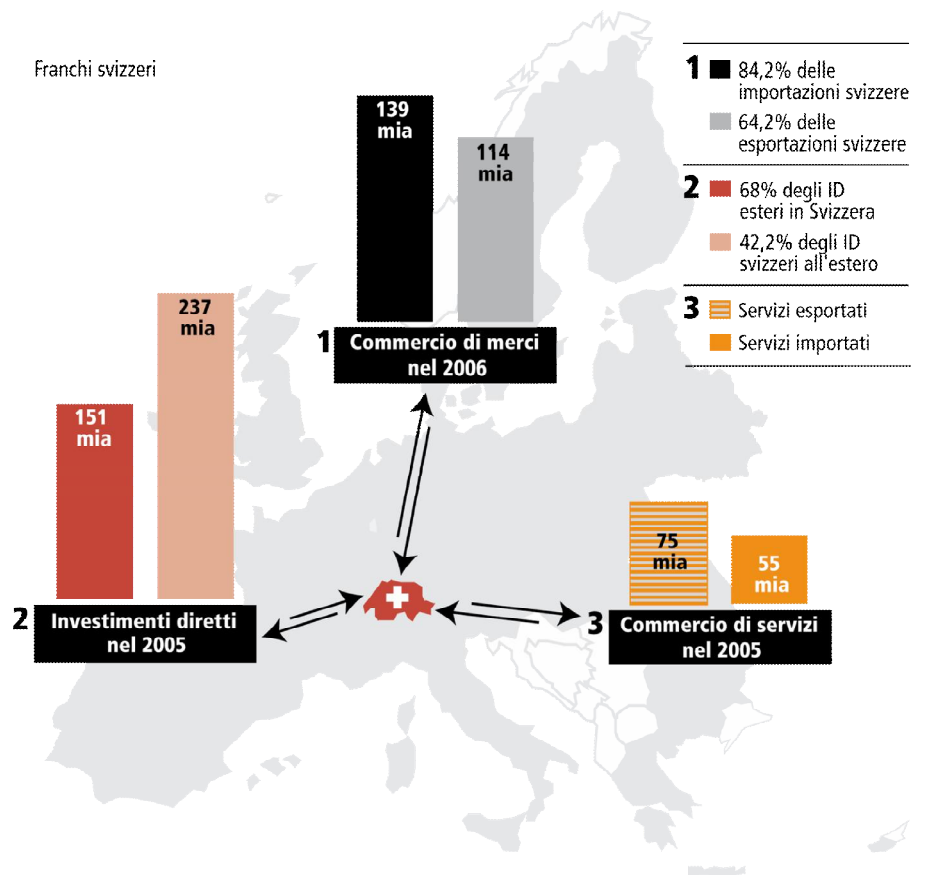 Franchi svizzeri
1
84,2% delle
importazioni svizzere
64,2% delle
esportazioni svizzere
2
68% degli ID
esteri in Svizzera
42,2% degli ID
svizzeri all'estero
3
Servizi esportati
Servizi importati
139
mia
114
mia
1
Commercio di merci
nel 2006
237
mia
151
mia
2
Investimenti diretti
nel 2005
75
mia
55
mia
3
Commercio di servizi
nel 2005